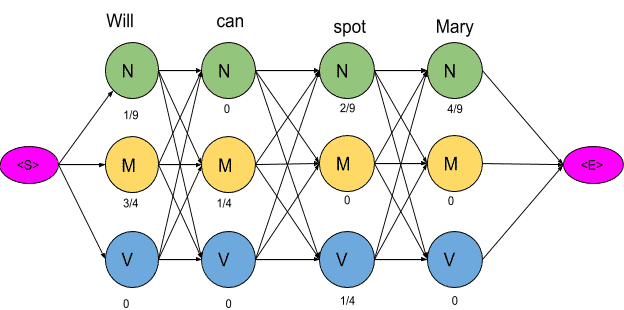 Will can spot Mary
N N N N
1/9 0 2/9 4/9
<S> M M M M <E>
3/4 1/4 0 0
V V V V
0 0 1/4 0